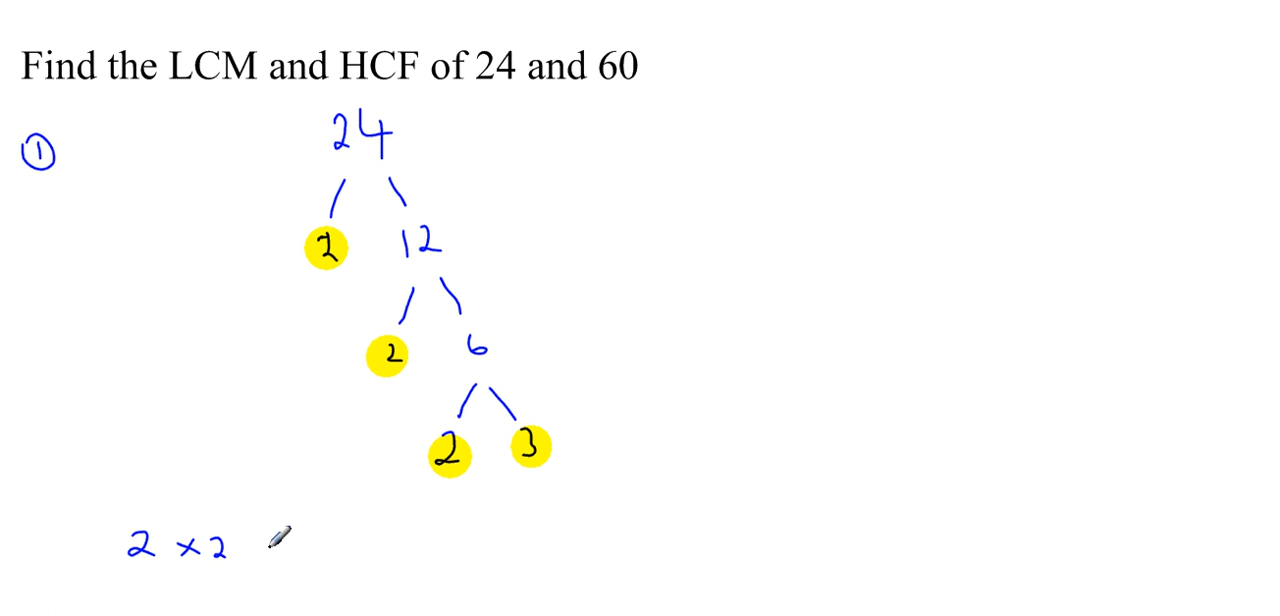 Find the LCM and HCF of 24 and 60
①
24
2 12
2 6
2 3
2 × 2